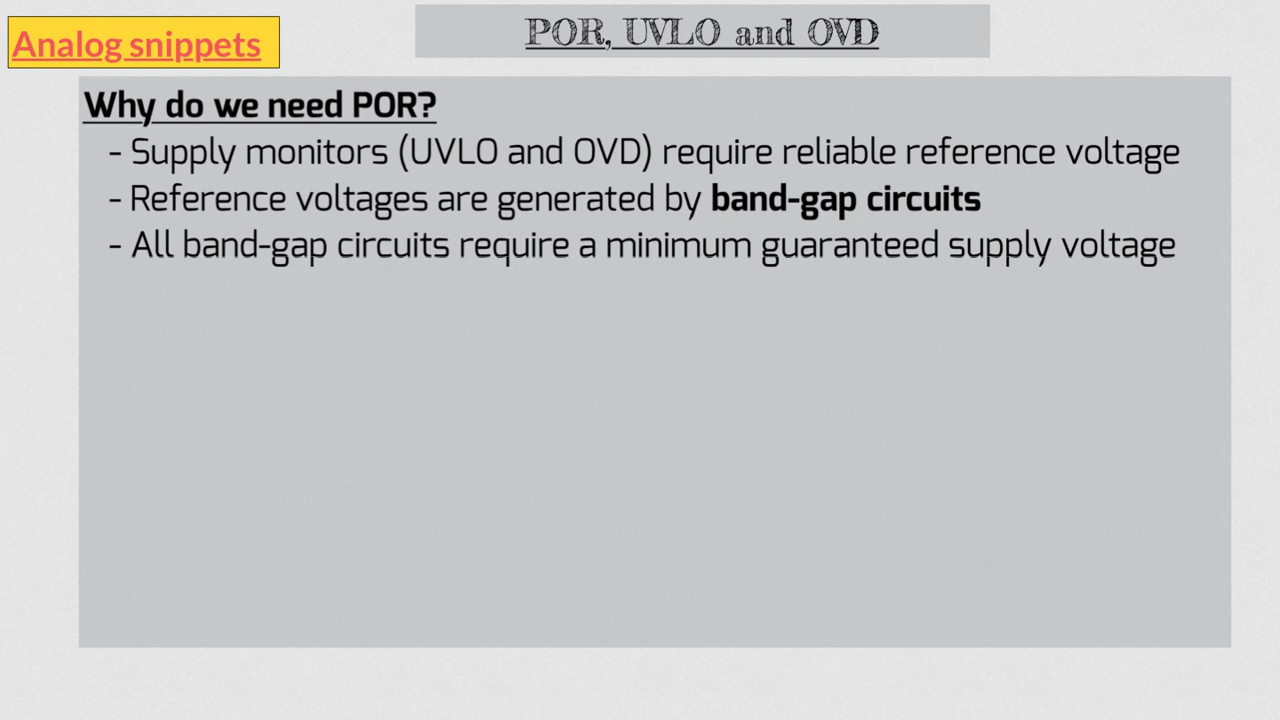 Analog snippets
POR, UVLO and OVD
Why do we need POR?
- Supply monitors (UVLO and OVD) require reliable reference voltage
- Reference voltages are generated by band-gap circuits
- All band-gap circuits require a minimum guaranteed supply voltage